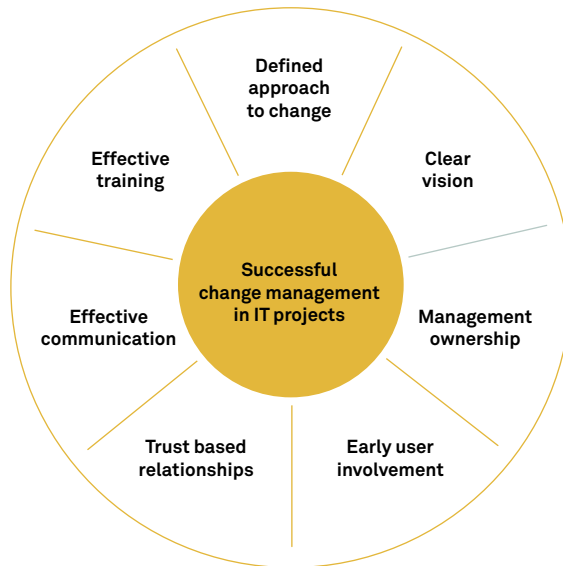 Defined
approach
to change
Clear
vision
Management
ownership
Early user
involvement
Trust based
relationships
Effective
communication
Effective
training
Successful
change management
in IT projects